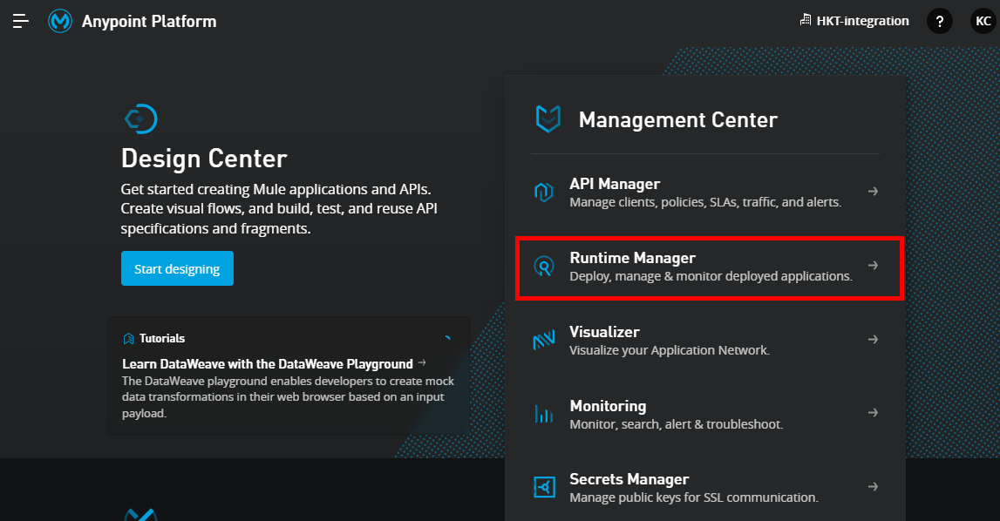 Anypoint Platform
HKT-integration
?
KC
Design Center
Get started creating Mule applications and APIs.
Create visual flows, and build, test, and reuse API
specifications and fragments.
Start designing
Tutorials
Learn DataWeave with the DataWeave Playground →
The DataWeave playground enables developers to create mock
data transformations in their web browser based on an input
payload.
Management Center
API Manager
Manage clients, policies, SLAs, traffic, and alerts.
Runtime Manager
Deploy, manage & monitor deployed applications.
Visualizer
Visualize your Application Network.
Monitoring
Monitor, search, alert & troubleshoot.
Secrets Manager
Manage public keys for SSL communication.